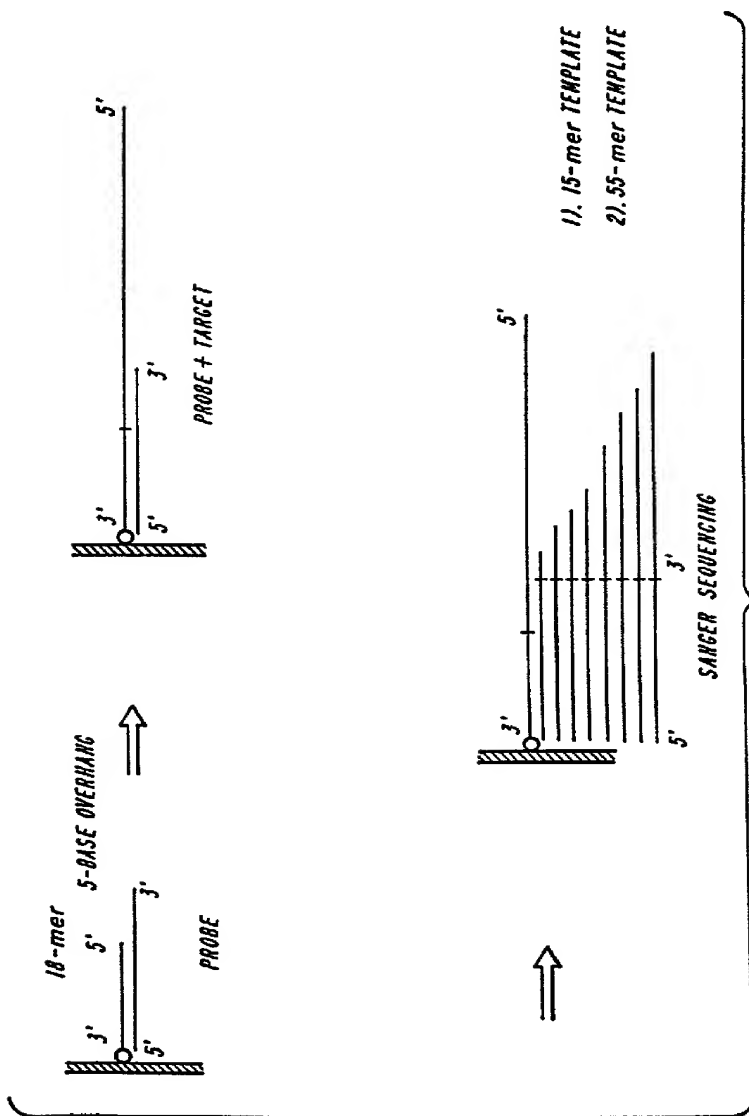 18-mer
5-BASE OVERHANG
3'
5'
5'
3'
PROBE
3'
5'
5'
3'
PROBE + TARGET
3'
5'
5'
3'
SANGER SEQUENCING
1). 15-mer TEMPLATE
2). 55-mer TEMPLATE